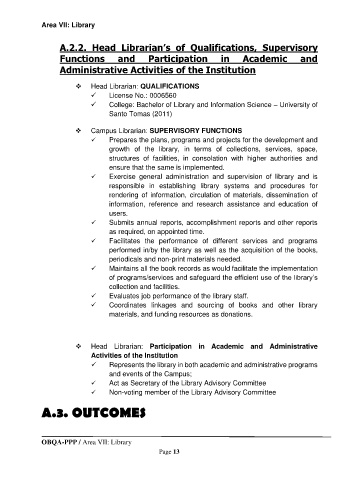 Area VII: Library
A.2.2. Head Librarian's of Qualifications, Supervisory
Functions and Participation in Academic and
Administrative Activities of the Institution
❖ Head Librarian: QUALIFICATIONS
✓ License No.: 0006560
✓ College: Bachelor of Library and Information Science – University of
Santo Tomas (2011)
❖ Campus Librarian: SUPERVISORY FUNCTIONS
✓ Prepares the plans, programs and projects for the development and
growth of the library, in terms of collections, services, space,
structures of facilities, in consolation with higher authorities and
ensure that the same is implemented.
✓ Exercise general administration and supervision of library and is
responsible in establishing library systems and procedures for
rendering of information, circulation of materials, dissemination of
information, reference and research assistance and education of
users.
✓ Submits annual reports, accomplishment reports and other reports
as required, on appointed time.
✓ Facilitates the performance of different services and programs
performed in/by the library as well as the acquisition of the books,
periodicals and non-print materials needed.
✓ Maintains all the book records as would facilitate the implementation
of programs/services and safeguard the efficient use of the library's
collection and facilities.
✓ Evaluates job performance of the library staff.
✓ Coordinates linkages and sourcing of books and other library
materials, and funding resources as donations.
❖ Head Librarian: Participation in Academic and Administrative
Activities of the Institution
✓ Represents the library in both academic and administrative programs
and events of the Campus;
✓ Act as Secretary of the Library Advisory Committee
✓ Non-voting member of the Library Advisory Committee
A.3. OUTCOMES
OBQA-PPP / Area VII: Library
Page 13